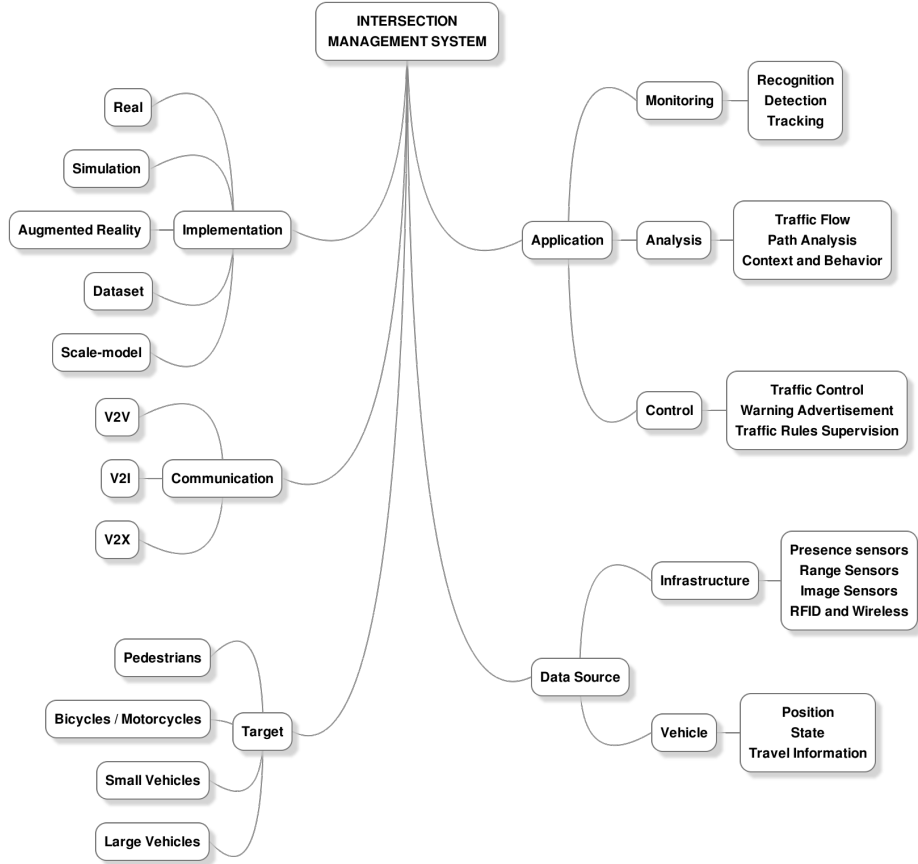 INTERSECTION
MANAGEMENT SYSTEM
Real
Simulation
Augmented Reality
Implementation
Dataset
Scale-model
V2V
V2I
Communication
V2X
Pedestrians
Bicycles / Motorcycles
Target
Small Vehicles
Large Vehicles
Application
Monitoring
Recognition
Detection
Tracking
Analysis
Traffic Flow
Path Analysis
Context and Behavior
Control
Traffic Control
Warning Advertisement
Traffic Rules Supervision
Data Source
Infrastructure
Presence sensors
Range Sensors
Image Sensors
RFID and Wireless
Vehicle
Position
State
Travel Information